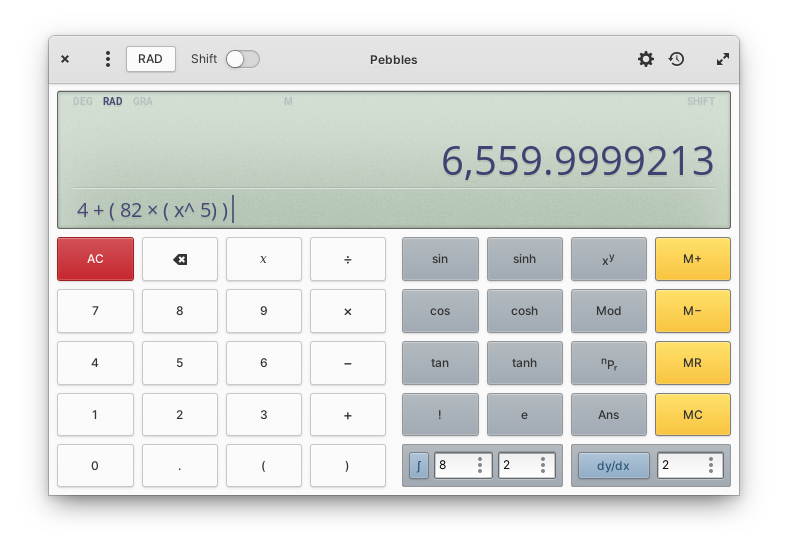 × RAD Shift Pebbles
DEG RAD GRA M SHIFT
6,559.9999213
4 + ( 82 × ( x^ 5) )
AC x ÷ sin sinh xʸ M+
7 8 9 × cos cosh Mod M−
4 5 6 − tan tanh ⁿPᵣ MR
1 2 3 + ! e Ans MC
0 . ( ) ∫ 8 2 dy/dx 2